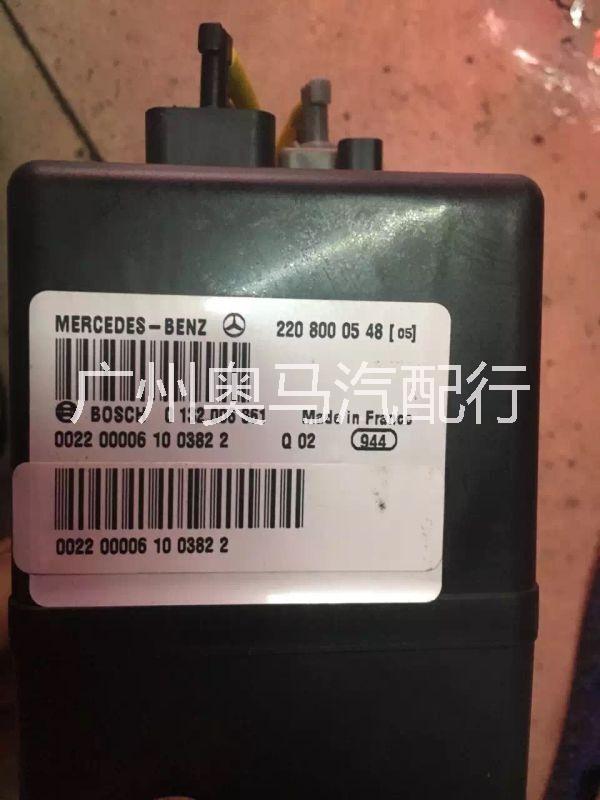 MERCEDES-BENZ 220 800 05 48 [05]
广州奥马汽配行
BOSCH Made in France
0022 00006 10 0382 2 Q 02 944
0022 00006 10 0382 2